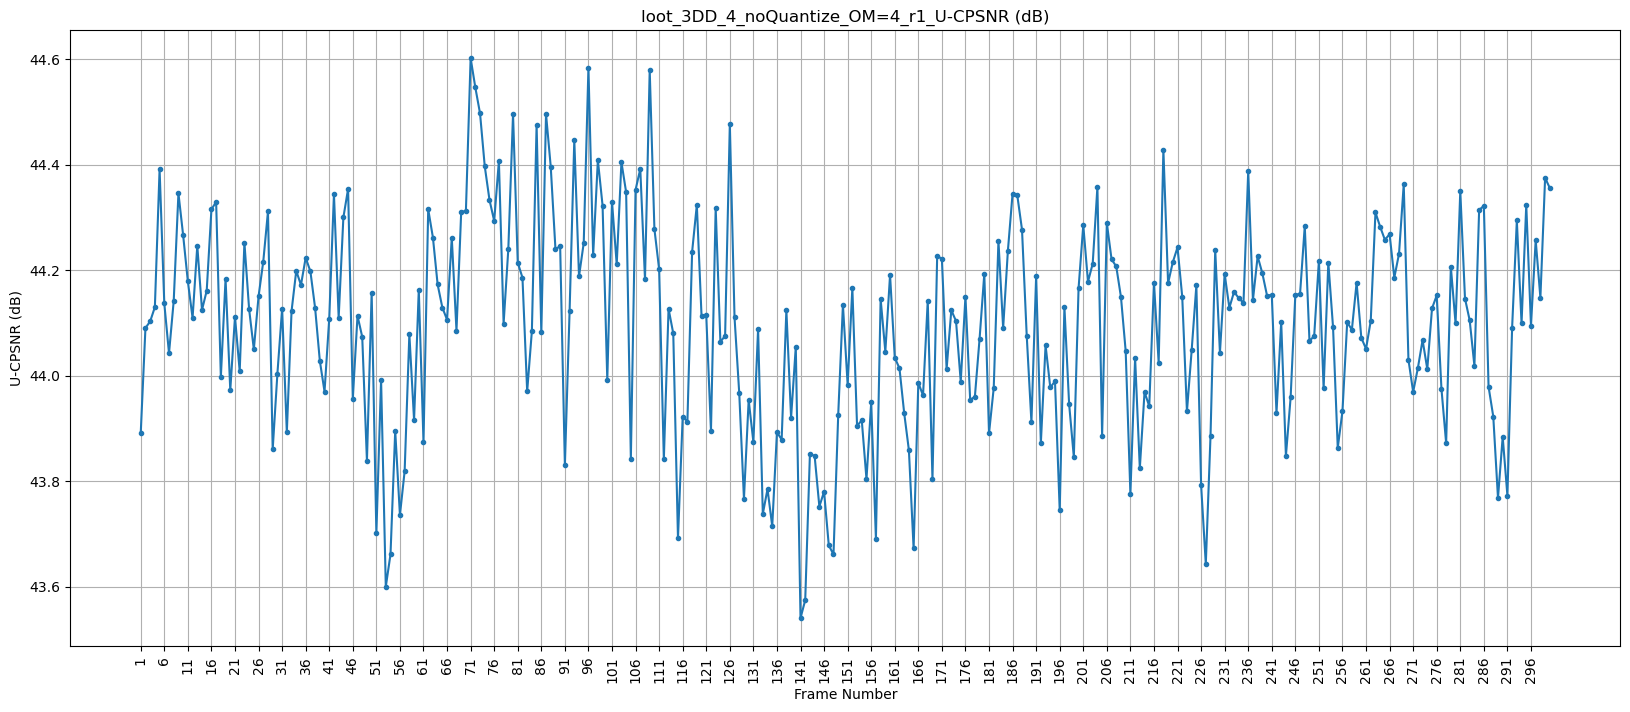 loot_3DD_4_noQuantize_OM=4_r1_U-CPSNR (dB)
U-CPSNR (dB)
44.6
44.4
44.2
44.0
43.8
43.6
1 6 11 16 21 26 31 36 41 46 51 56 61 66 71 76 81 86 91 96 101 106 111 116 121 126 131 136 141 146 151 156 161 166 171 176 181 186 191 196 201 206 211 216 221 226 231 236 241 246 251 256 261 266 271 276 281 286 291 296
Frame Number